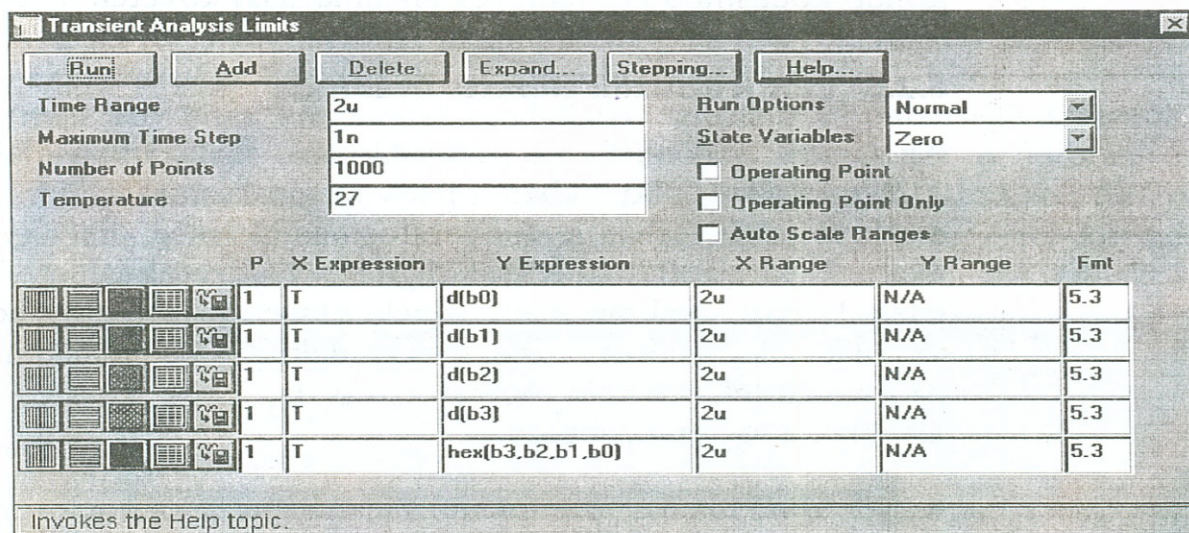 Transient Analysis Limits
Run Add Delete Expand... Stepping... Help...
Time Range 2u Run Options Normal
Maximum Time Step 1n State Variables Zero
Number of Points 1000 Operating Point
Temperature 27 Operating Point Only
Auto Scale Ranges
P X Expression Y Expression X Range Y Range Fmt
1 T d(b0) 2u N/A 5.3
1 T d(b1) 2u N/A 5.3
1 T d(b2) 2u N/A 5.3
1 T d(b3) 2u N/A 5.3
1 T hex(b3,b2,b1,b0) 2u N/A 5.3
Invokes the Help topic.